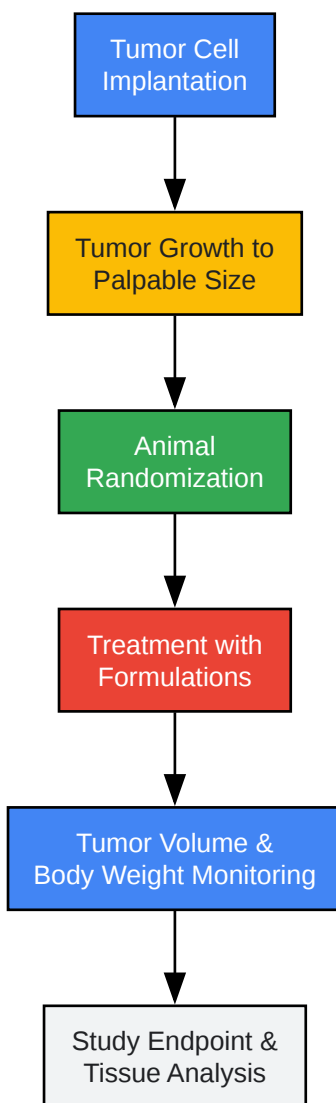 Tumor Cell
Implantation
Tumor Growth to
Palpable Size
Animal
Randomization
Treatment with
Formulations
Tumor Volume &
Body Weight Monitoring
Study Endpoint &
Tissue Analysis